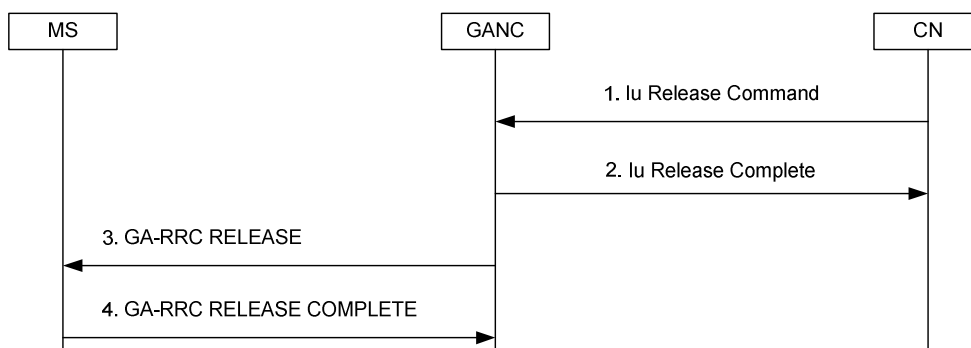 MS
GANC
CN
1. Iu Release Command
2. Iu Release Complete
3. GA-RRC RELEASE
4. GA-RRC RELEASE COMPLETE